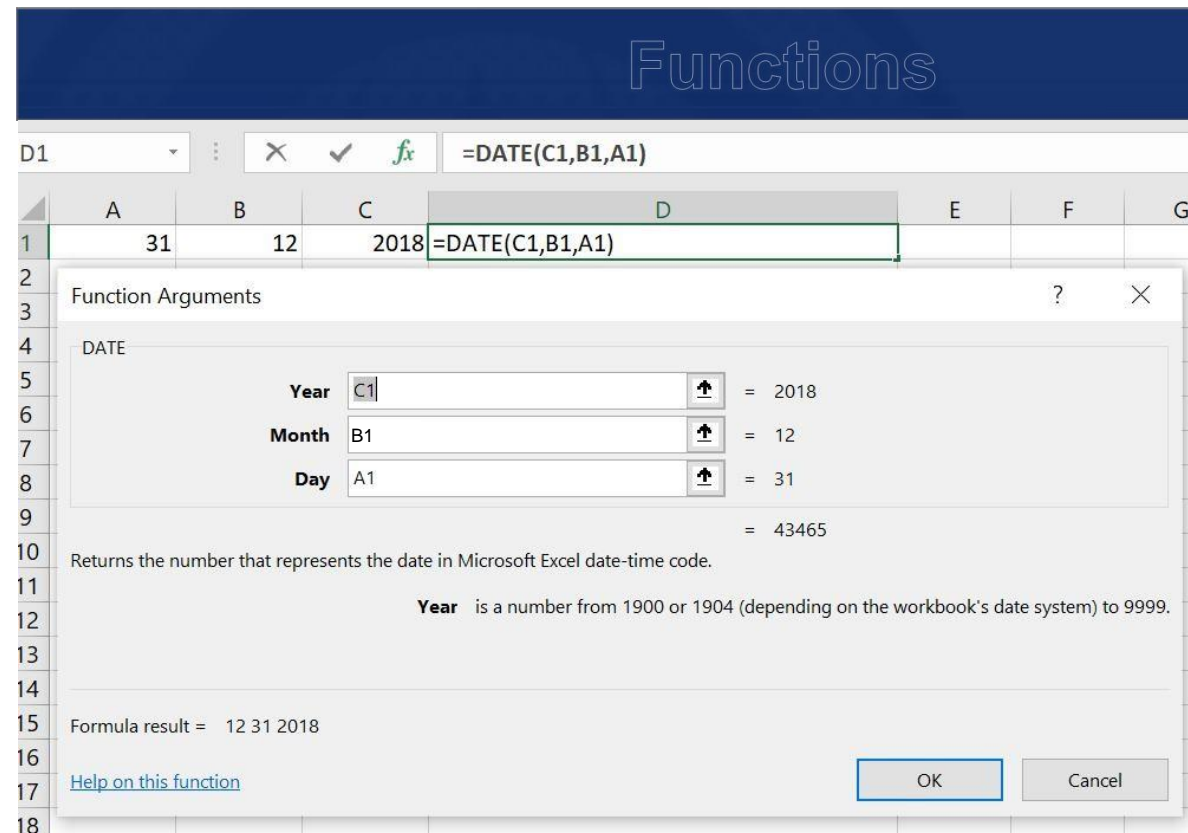 Functions
D1 fx =DATE(C1,B1,A1)
A B C D E F G
1 31 12 2018 =DATE(C1,B1,A1)
2
Function Arguments ? 
3
4 DATE
5 Year C1 = 2018
6
Month B1 = 12
7
8 Day A1 = 31
9
= 43465
10 Returns the number that represents the date in Microsoft Excel date-time code.
11
Year is a number from 1900 or 1904 (depending on the workbook's date system) to 9999.
12
13
14
15 Formula result = 12 31 2018
16
17 Help on this function OK Cancel
18